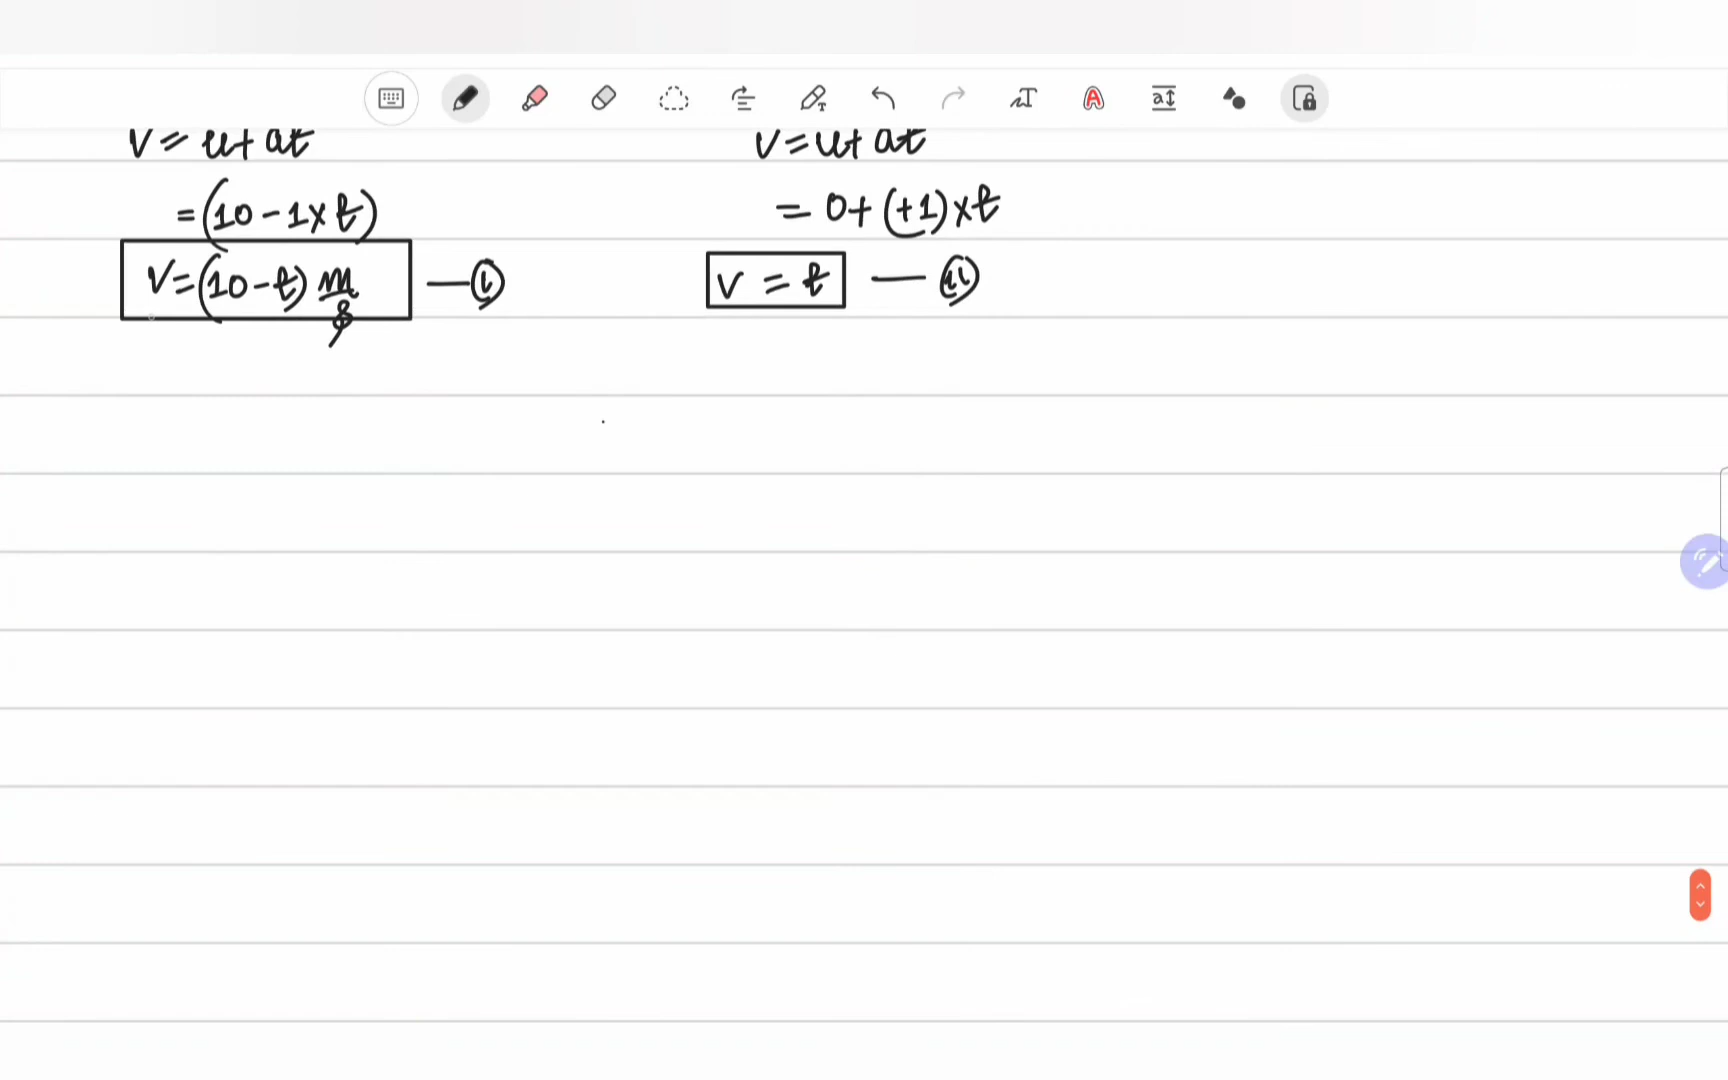 v = u + at
= (10 - 1 × t)
v = (10 - t) m/s — (i)
v = u + at
= 0 + (+1) × t
v = t — (ii)